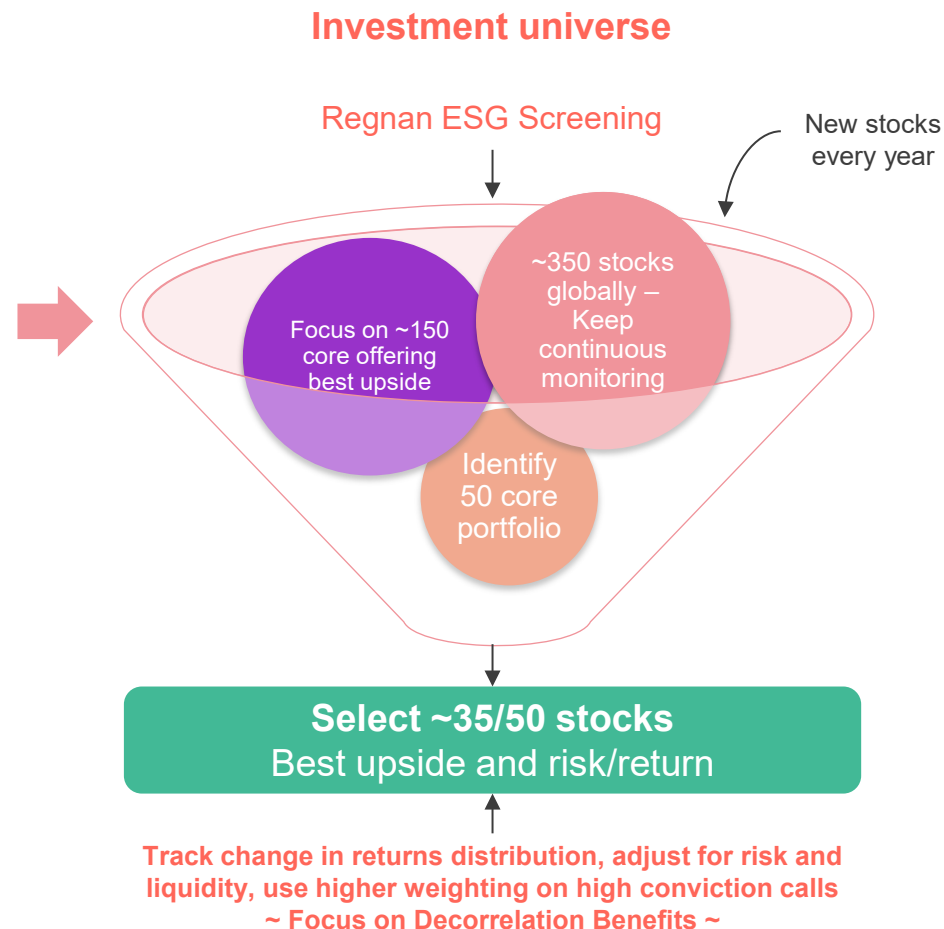 Investment universe
Regnan ESG Screening
New stocks
every year
~350 stocks
globally –
Keep
continuous
monitoring
Focus on ~150
core offering
best upside
Identify
50 core
portfolio
Select ~35/50 stocks
Best upside and risk/return
Track change in returns distribution, adjust for risk and
liquidity, use higher weighting on high conviction calls
~ Focus on Decorrelation Benefits ~